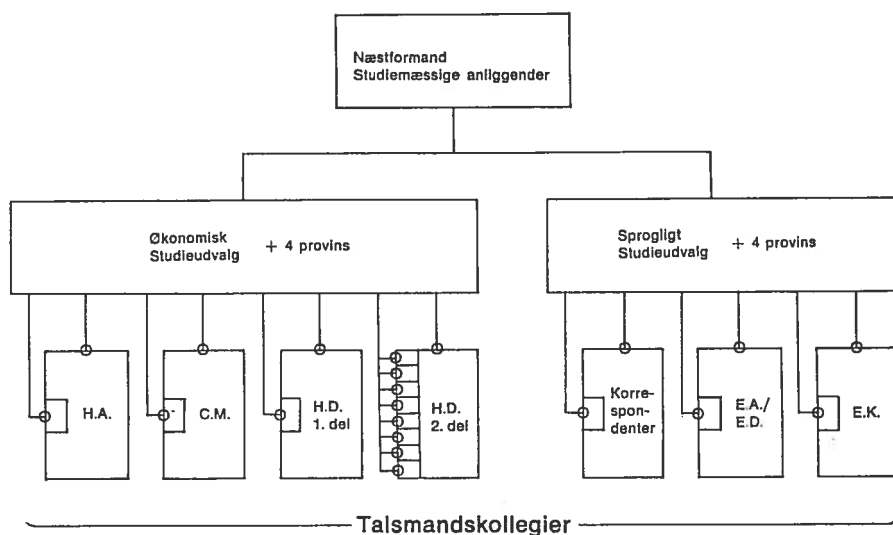 Næstformand
Studiemæssige anliggender
Økonomisk
Studieudvalg + 4 provins
Sprogligt
Studieudvalg + 4 provins
H.A.
C.M.
H.D.
1. del
H.D.
2. del
Korre-
spon-
denter
E.A./
E.D.
E.K.
Talsmandskollegier